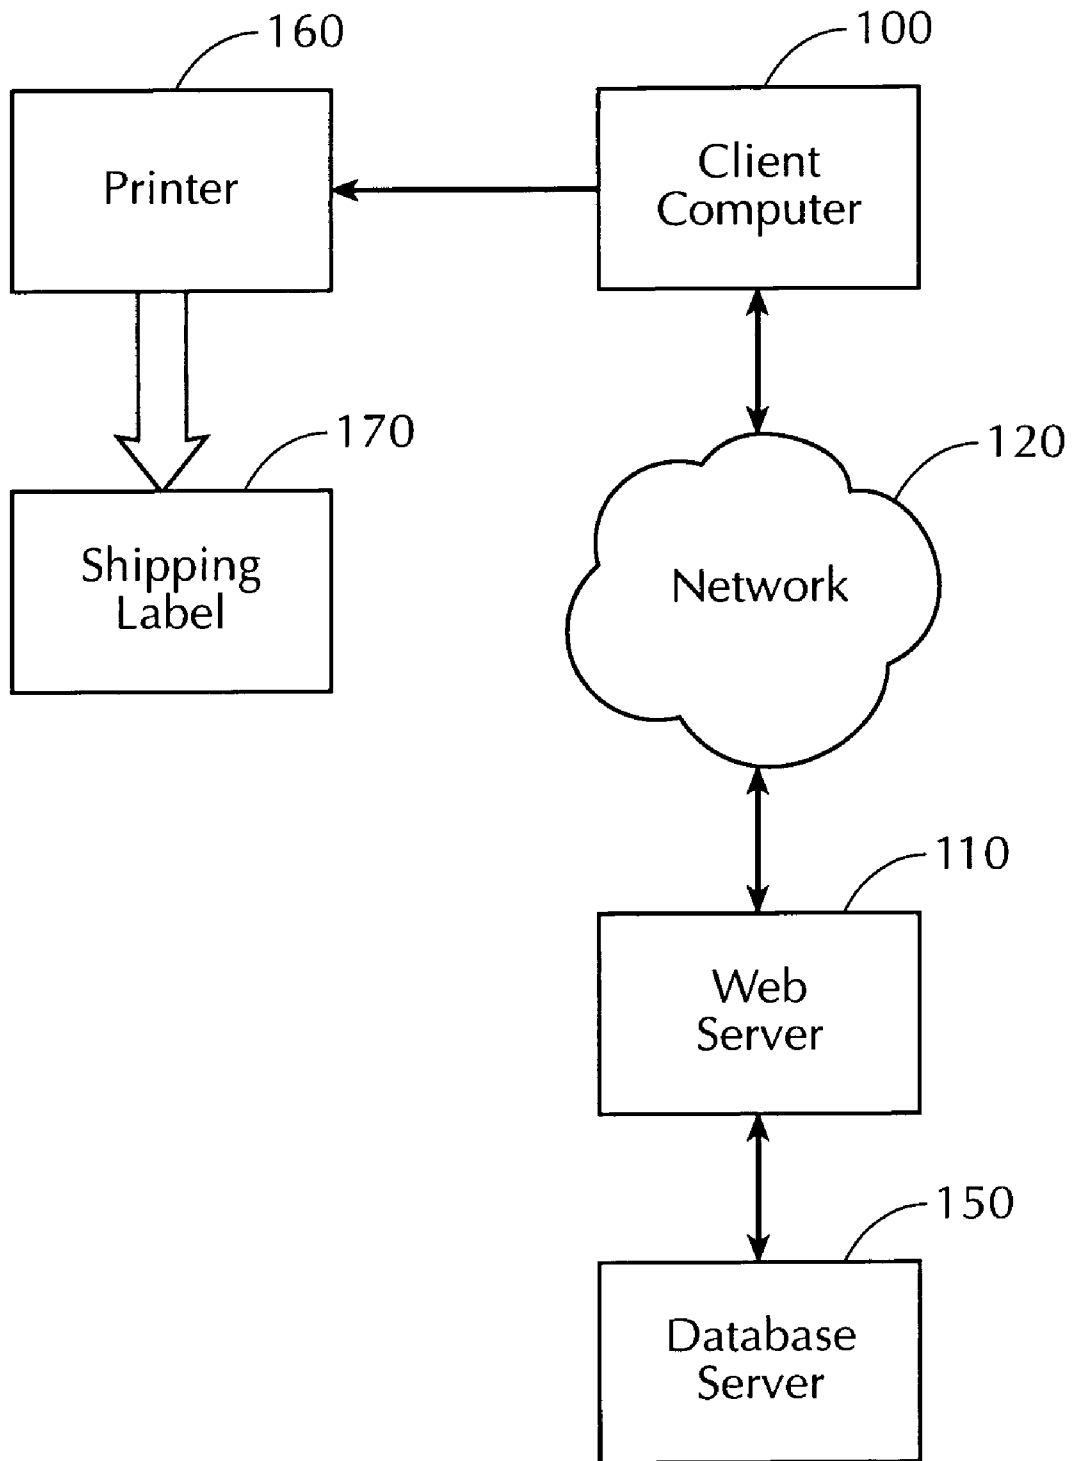 160
100
Printer
Client
Computer
170
120
Shipping
Label
Network
110
Web
Server
150
Database
Server